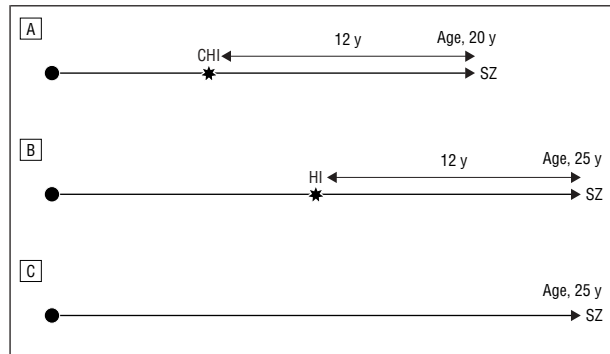 A
12 y
Age, 20 y
CHI
SZ
B
12 y
Age, 25 y
HI
SZ
C
Age, 25 y
SZ